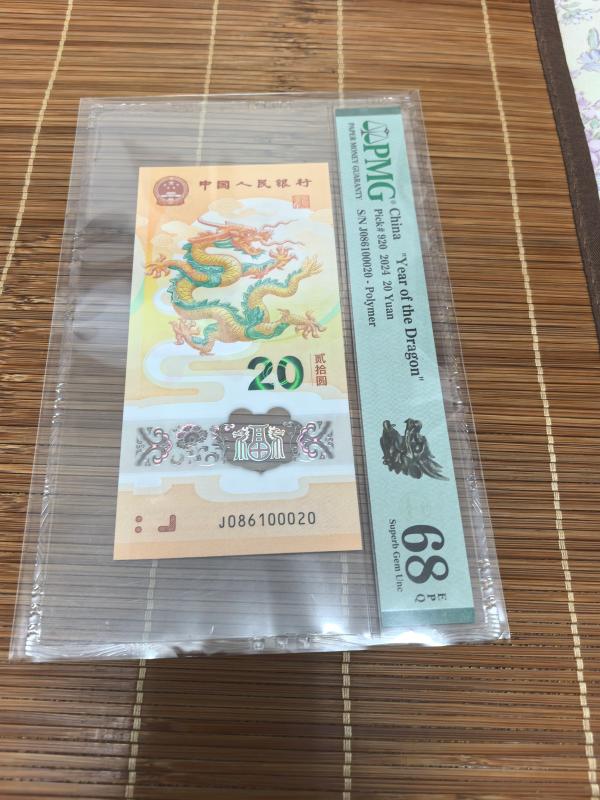 中国人民银行
20
贰拾圆
J086100020
PMG
PAPER MONEY GUARANTY
China "Year of the Dragon"
Pick# 920 2024 20 Yuan
S/N J086100020 - Polymer
68
EPQ
Superb Gem Unc